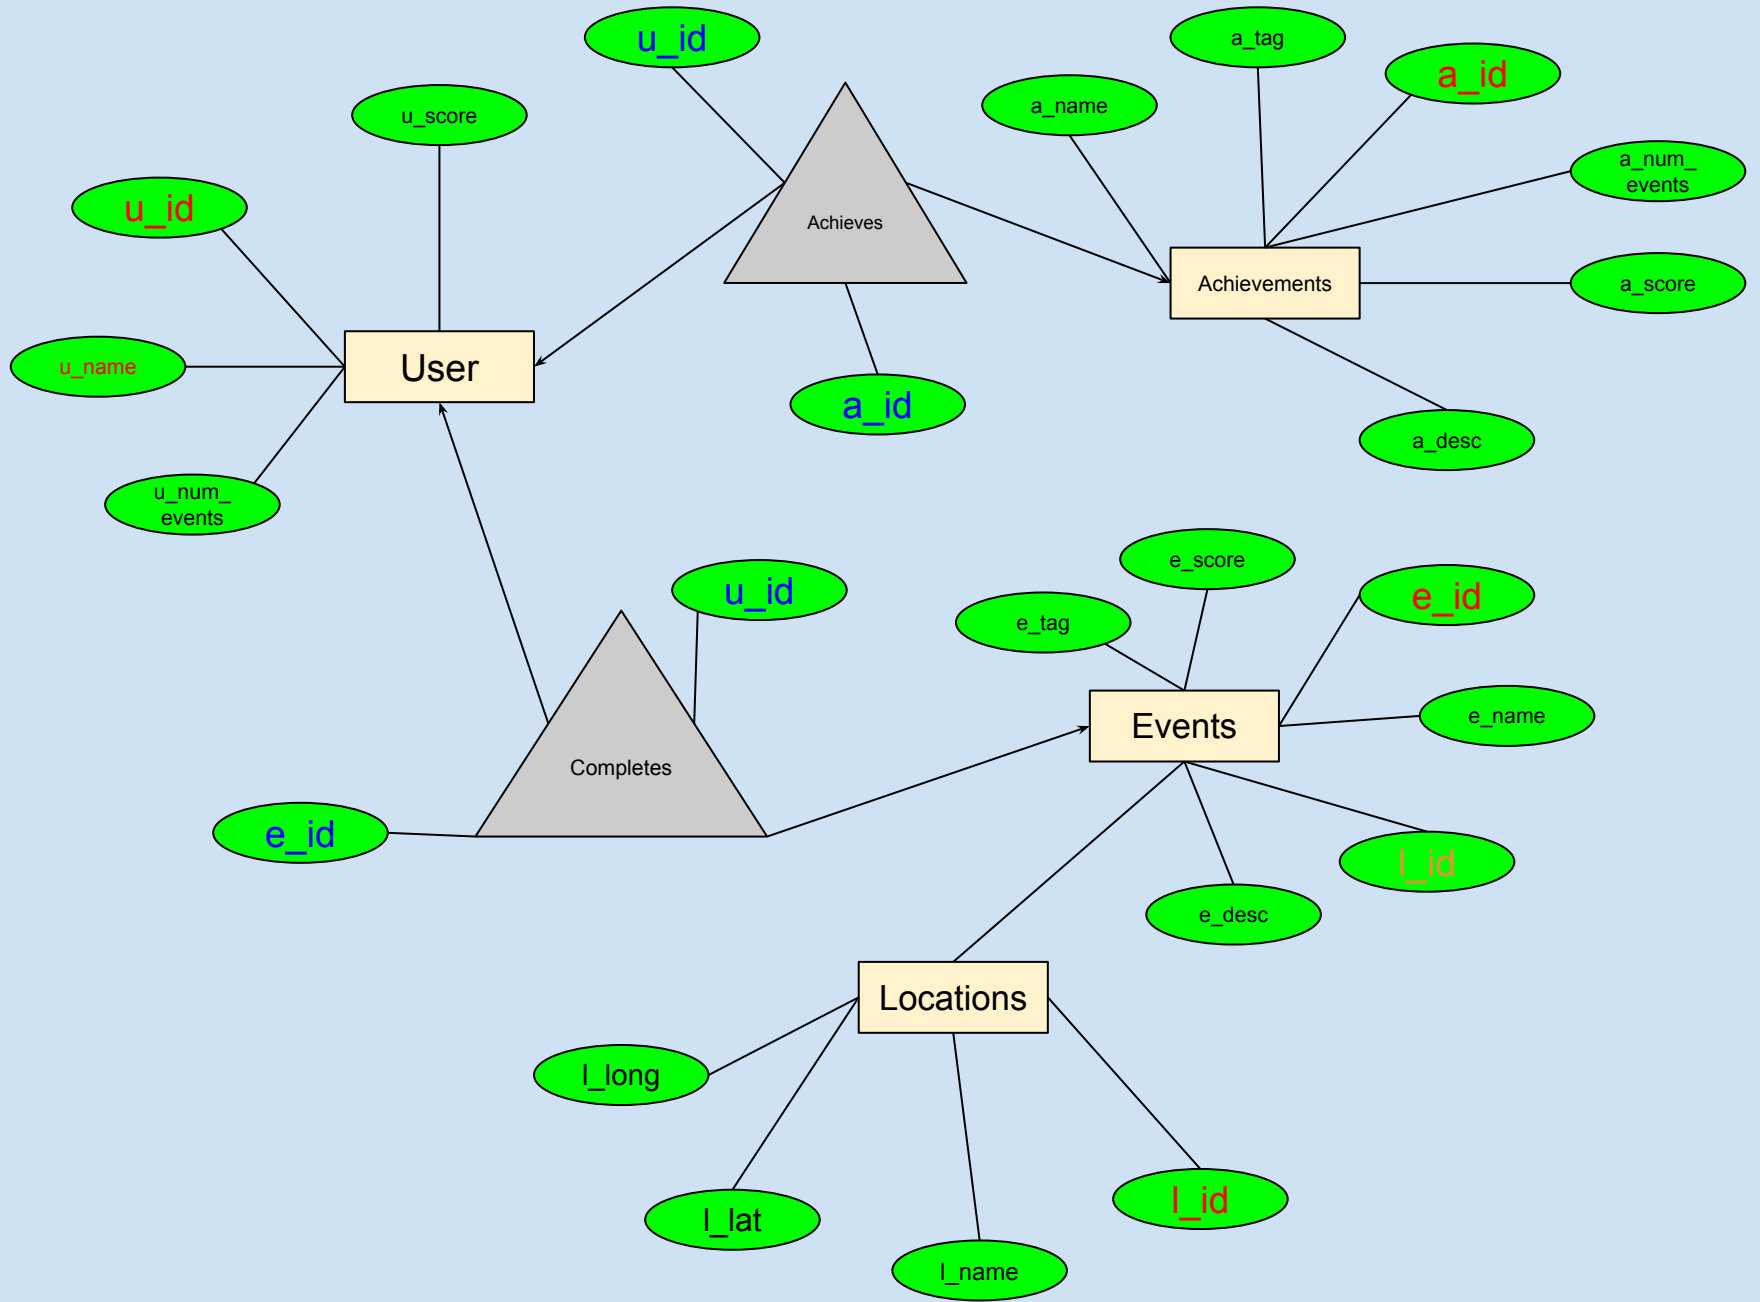 u_id
a_tag
a_id
a_name
u_score
a_num_
events
u_id
Achieves
Achievements
a_score
u_name
User
a_id
a_desc
u_num_
events
e_score
u_id
e_id
e_tag
e_name
Events
Completes
e_id
l_id
e_desc
Locations
l_long
l_id
l_lat
l_name